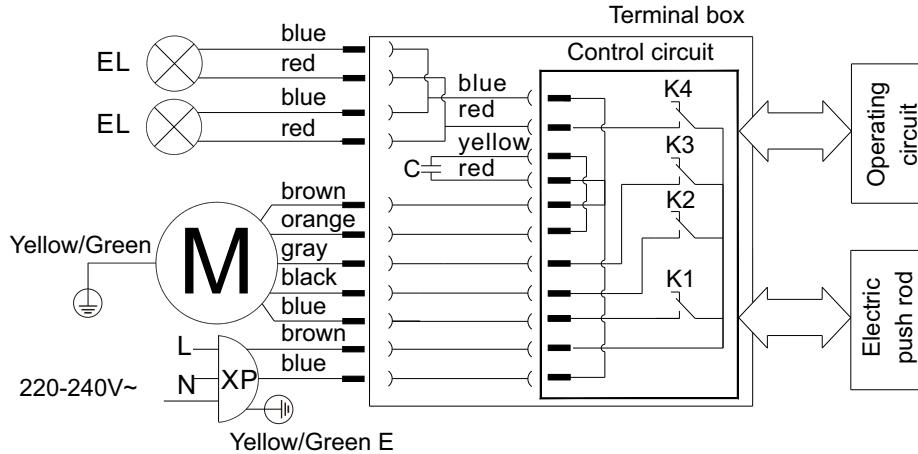 Terminal box
Control circuit
EL
blue
red
EL
blue
red
blue
red
yellow
C
red
K4
K3
K2
K1
Operating
circuit
Electric
push rod
Yellow/Green
M
brown
orange
gray
black
blue
brown
blue
L
N
XP
220-240V~
Yellow/Green E